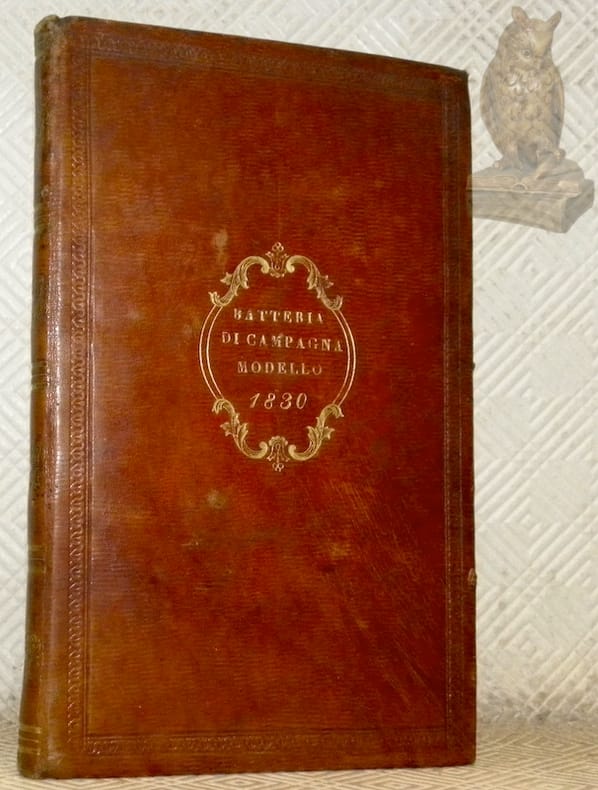 BATTERIA
DI CAMPAGNA
MODELLO
1830